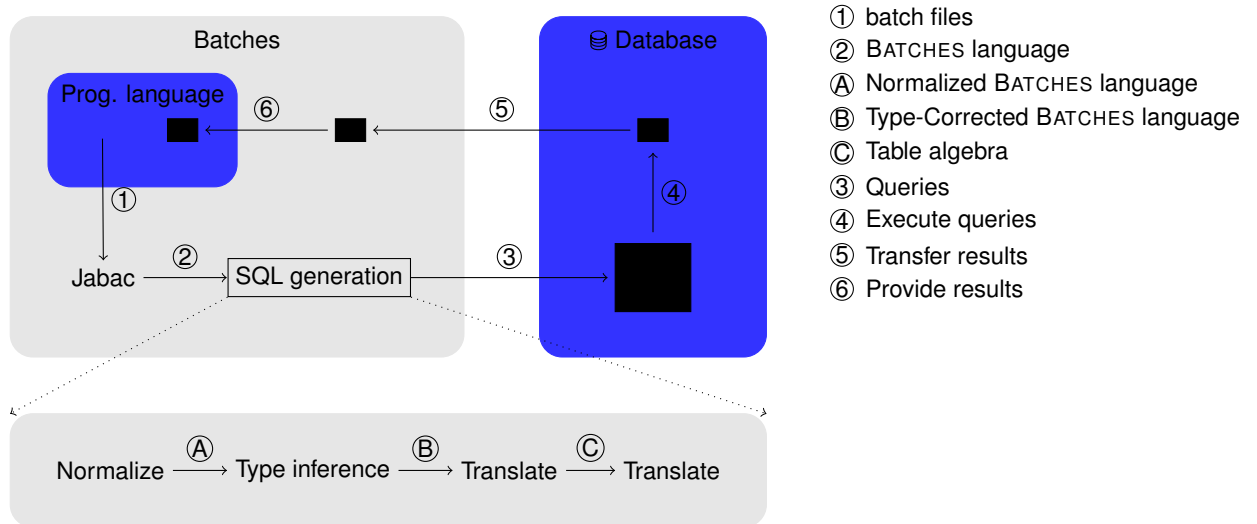 Batches
Database
Prog. language
⑥
⑤
①
④
Jabac
②
SQL generation
③
Normalize
Ⓐ
Type inference
Ⓑ
Translate
Ⓒ
Translate
① batch files
② BATCHES language
Ⓐ Normalized BATCHES language
Ⓑ Type-Corrected BATCHES language
Ⓒ Table algebra
③ Queries
④ Execute queries
⑤ Transfer results
⑥ Provide results